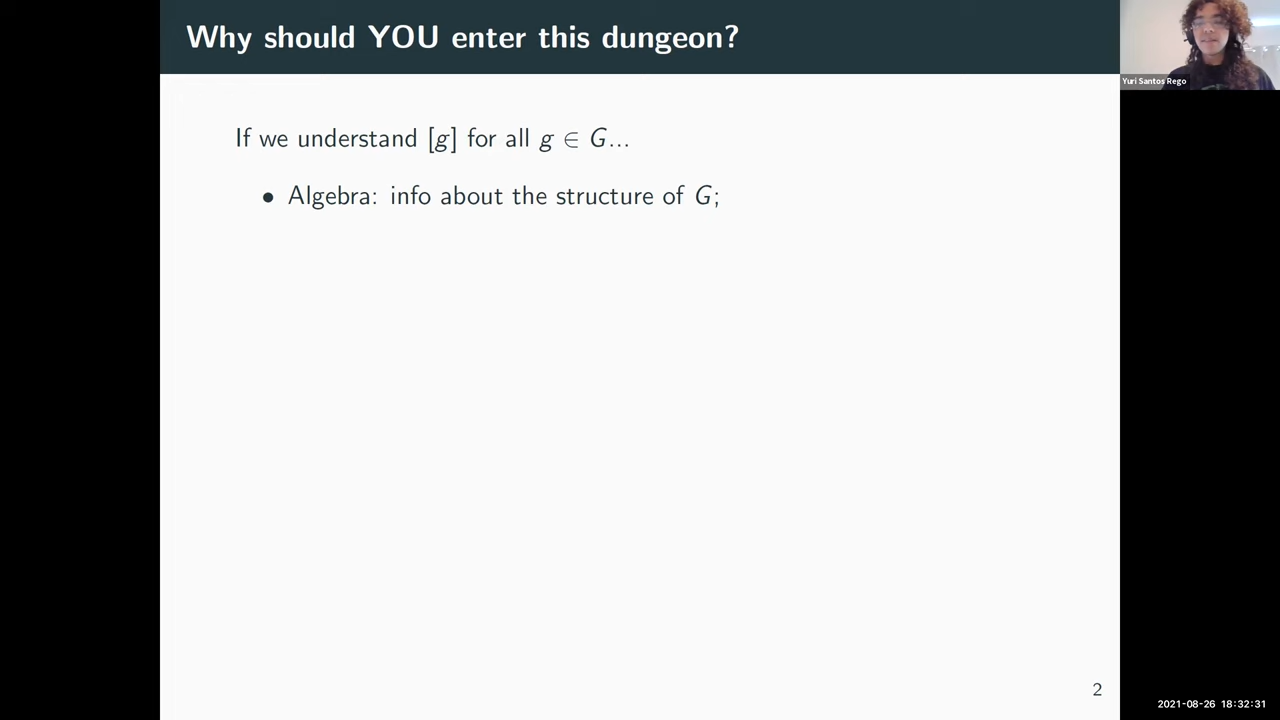 Why should YOU enter this dungeon?
Yuri Santos Rego
If we understand [g] for all g ∈ G...
• Algebra: info about the structure of G;
2
2021-08-26 18:32:31